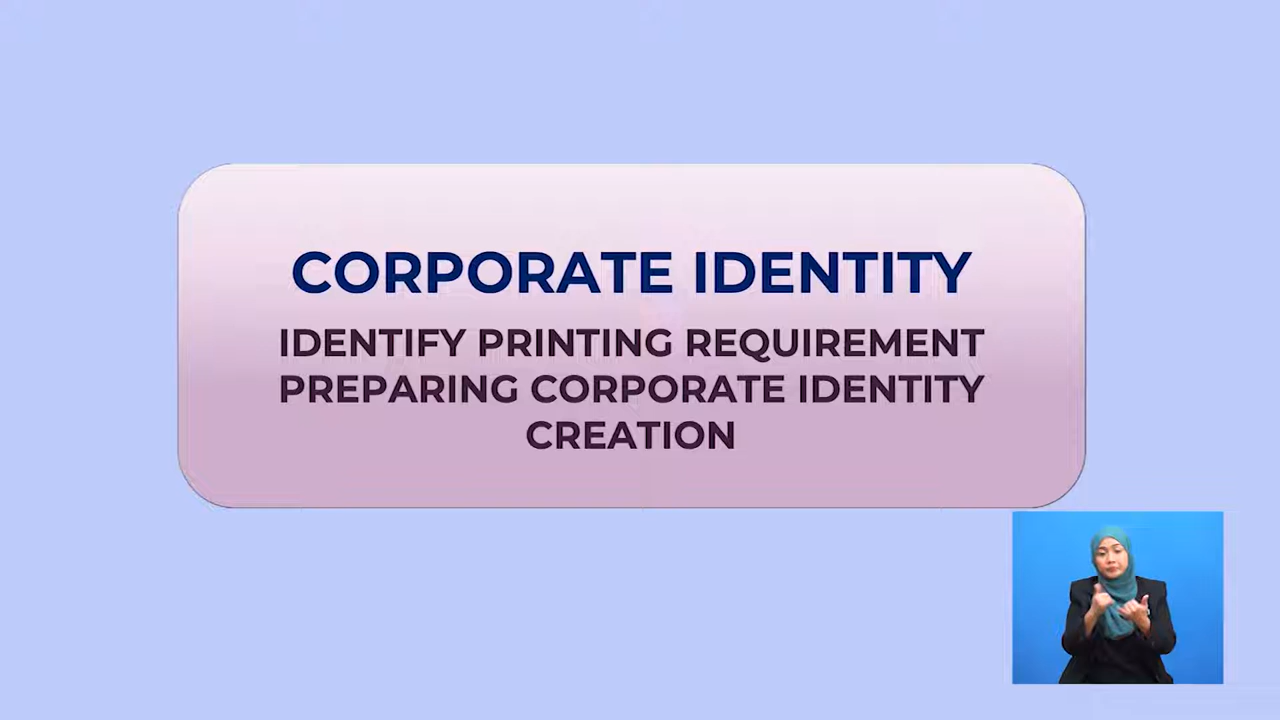 CORPORATE IDENTITY
IDENTIFY PRINTING REQUIREMENT
PREPARING CORPORATE IDENTITY
CREATION